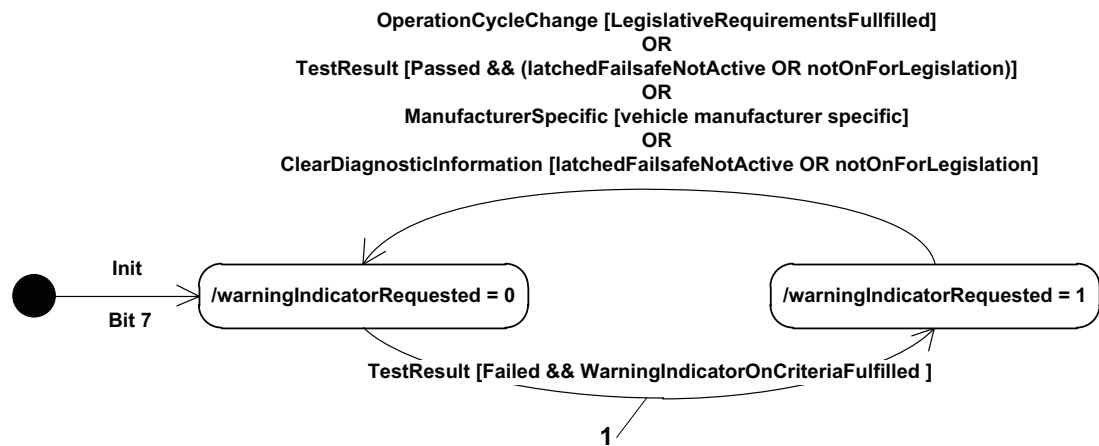 OperationCycleChange [LegislativeRequirementsFullfilled]
OR
TestResult [Passed && (latchedFailsafeNotActive OR notOnForLegislation)]
OR
ManufacturerSpecific [vehicle manufacturer specific]
OR
ClearDiagnosticInformation [latchedFailsafeNotActive OR notOnForLegislation]
Init
Bit 7
/warningIndicatorRequested = 0
/warningIndicatorRequested = 1
TestResult [Failed && WarningIndicatorOnCriteriaFulfilled ]
1